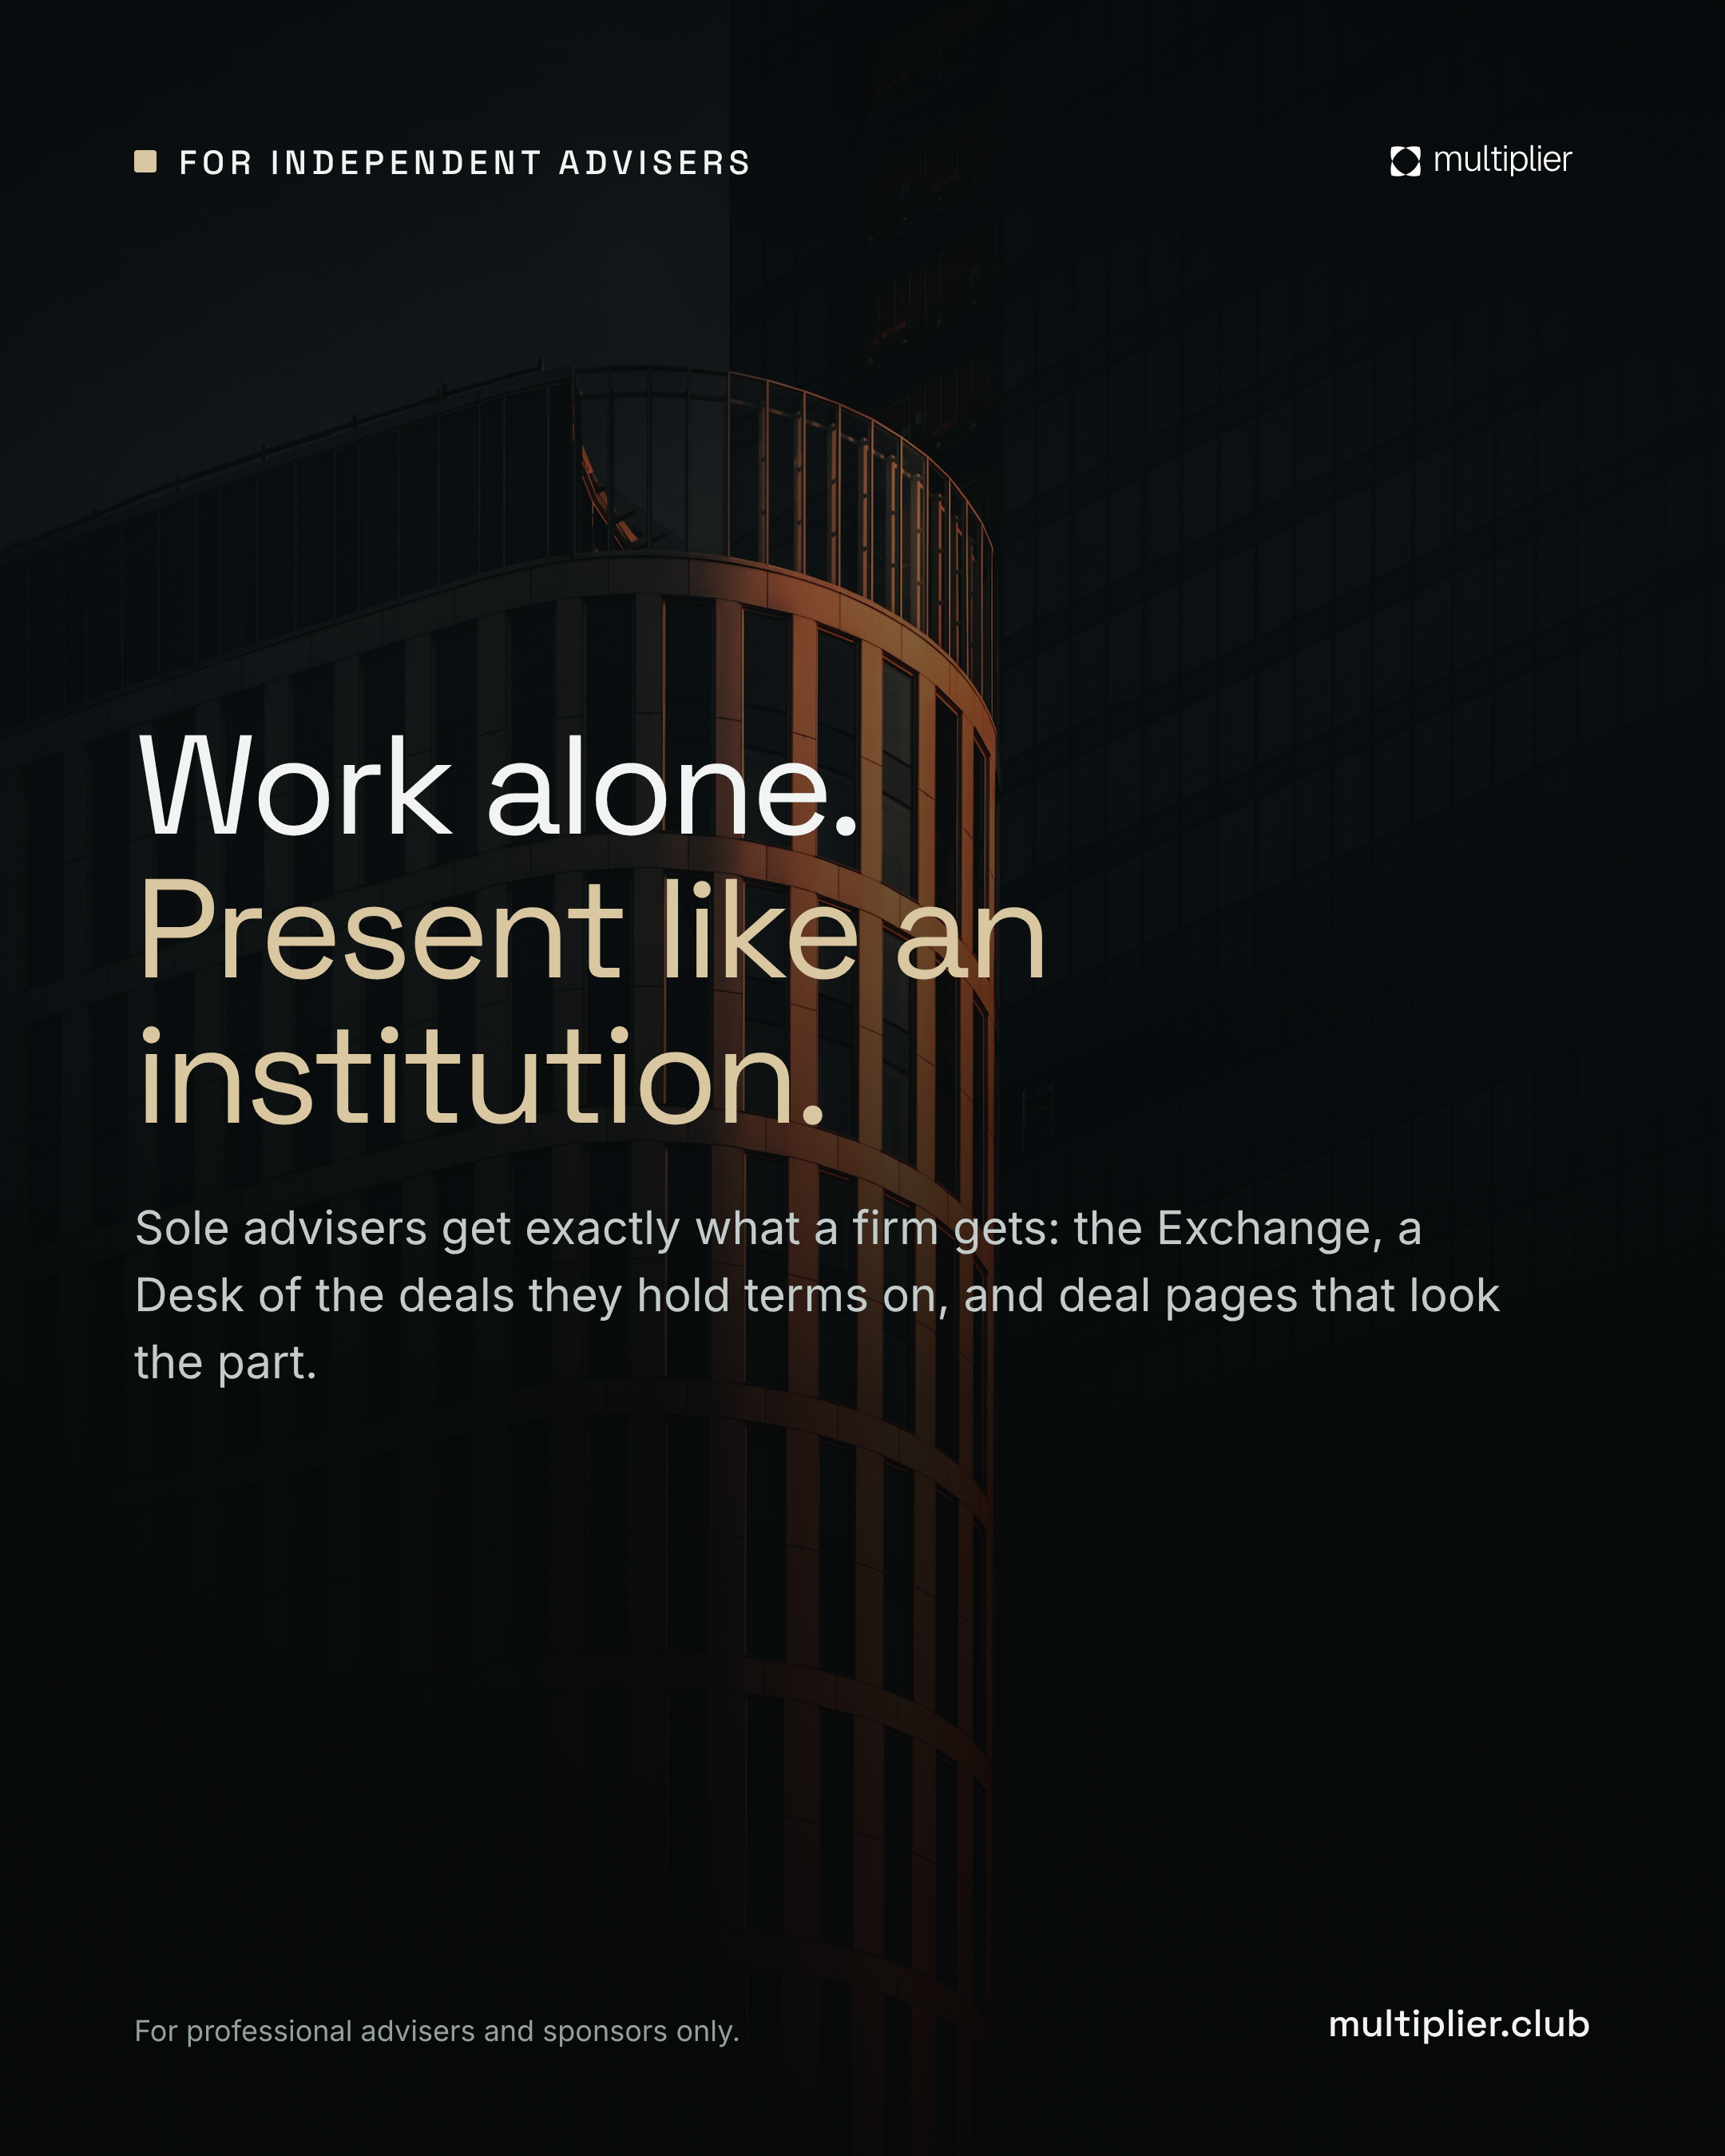 FOR INDEPENDENT ADVISERS
multiplier
Work alone.
Present like an
institution.
Sole advisers get exactly what a firm gets: the Exchange, a
Desk of the deals they hold terms on, and deal pages that look
the part.
For professional advisers and sponsors only.
multiplier.club